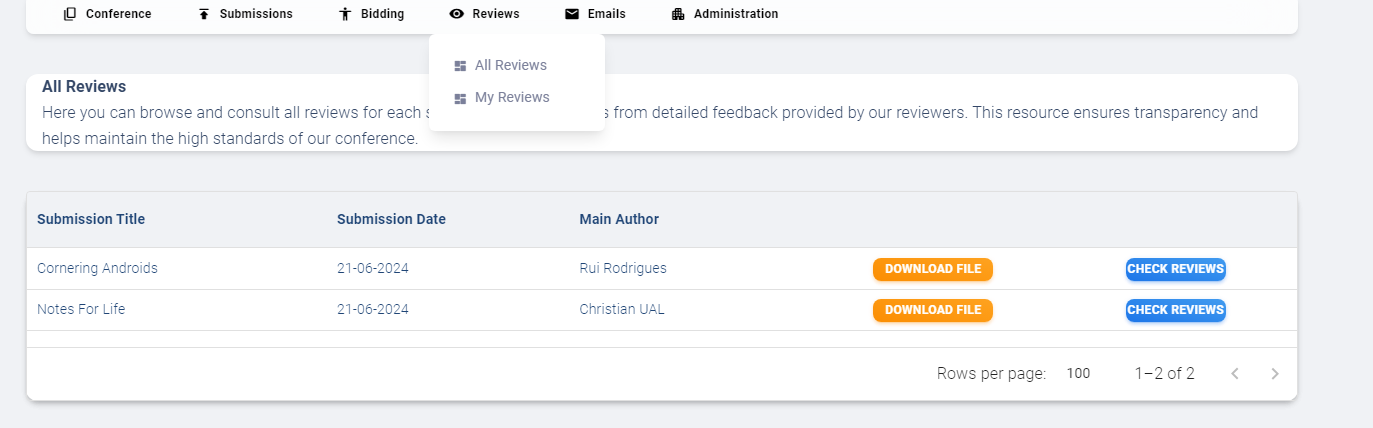 Conference Submissions Bidding Reviews Emails Administration
All Reviews
My Reviews
All Reviews
Here you can browse and consult all reviews for each s from detailed feedback provided by our reviewers. This resource ensures transparency and
helps maintain the high standards of our conference.
Submission Title Submission Date Main Author
Cornering Androids 21-06-2024 Rui Rodrigues DOWNLOAD FILE CHECK REVIEWS
Notes For Life 21-06-2024 Christian UAL DOWNLOAD FILE CHECK REVIEWS
Rows per page: 100 1–2 of 2